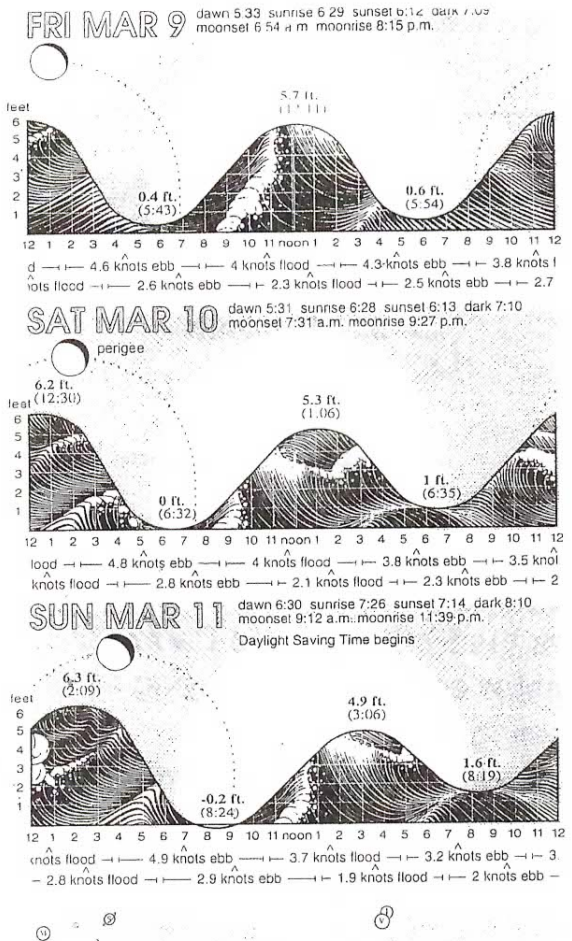 FRI MAR 9
dawn 5:33 sunrise 6:29 sunset 6:12 dark 7:09
moonset 6:54 a m moonrise 8:15 p.m.
feet
5.7 ft.
6
5
4
3
2
1
0.4 ft.
(5:43)
0.6 ft.
(5:54)
12 1 2 3 4 5 6 7 8 9 10 11 noon 1 2 3 4 5 6 7 8 9 10 11 12
d 4.6 knots ebb 4 knots flood 4.3 knots ebb 3.8 knots f
ots flood 2.6 knots ebb 2.3 knots flood 2.5 knots ebb 2.7
SAT MAR 10
dawn 5:31 sunrise 6:28 sunset 6:13 dark 7:10
moonset 7:31 a.m. moonrise 9:27 p.m.
perigee
6.2 ft.
(12:30)
5.3 ft.
(1:06)
feet
6
5
4
3
2
1
0 ft.
(6:32)
1 ft.
(6:35)
12 1 2 3 4 5 6 7 8 9 10 11 noon 1 2 3 4 5 6 7 8 9 10 11 12
lood 4.8 knots ebb 4 knots flood 3.8 knots ebb 3.5 knot
knots flood 2.8 knots ebb 2.1 knots flood 2.3 knots ebb 2
SUN MAR 11
dawn 6:30 sunrise 7:26 sunset 7:14 dark 8:10
moonset 9:12 a.m. moonrise 11:39 p.m.
Daylight Saving Time begins
6.3 ft.
(2:09)
4.9 ft.
(3:06)
feet
6
5
4
3
2
1
-0.2 ft.
(8:24)
1.6 ft.
(8:19)
12 1 2 3 4 5 6 7 8 9 10 11 noon 1 2 3 4 5 6 7 8 9 10 11 12
knots flood 4.9 knots ebb 3.7 knots flood 3.2 knots ebb 3.
2.8 knots flood 2.9 knots ebb 1.9 knots flood 2 knots ebb